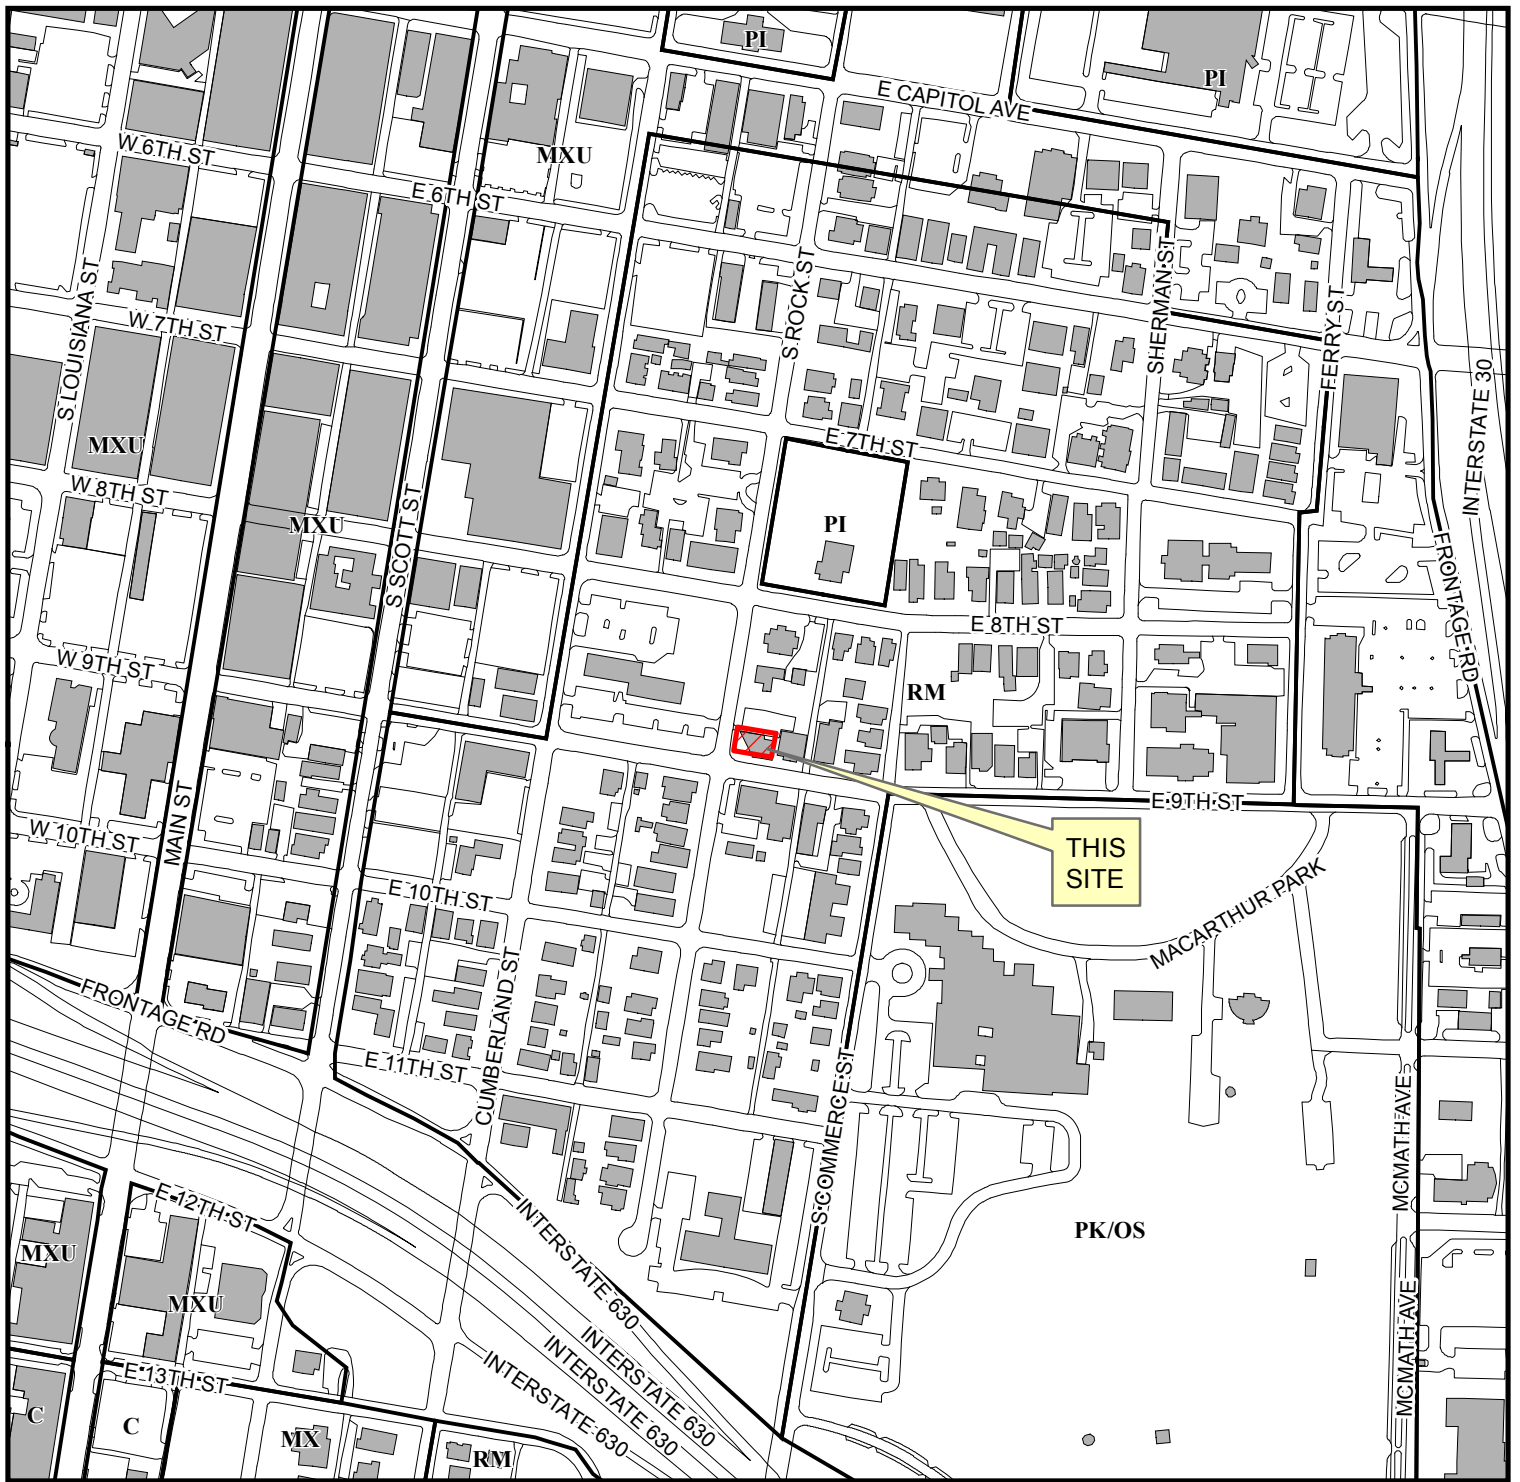 PI
PI
E CAPITOL AVE
W 6TH ST
MXU
E 6TH ST
S LOUISIANA ST
W 7TH ST
S ROCK ST
SHERMAN ST
FERRY ST
INTERSTATE 30
MXU
E 7TH ST
W 8TH ST
MXU
S SCOTT ST
PI
FRONTAGE RD
E 8TH ST
W 9TH ST
RM
MAIN ST
E 9TH ST
W 10TH ST
THIS
SITE
E 10TH ST
MACARTHUR PARK
CUMBERLAND ST
FRONTAGE RD
E 11TH ST
S COMMERCE ST
MCMATH AVE
E 12TH ST
INTERSTATE 630
PK/OS
MXU
MXU
MCMATH AVE
INTERSTATE 630
INTERSTATE 630
INTERSTATE 630
E 13TH ST
C
C
MX
RM